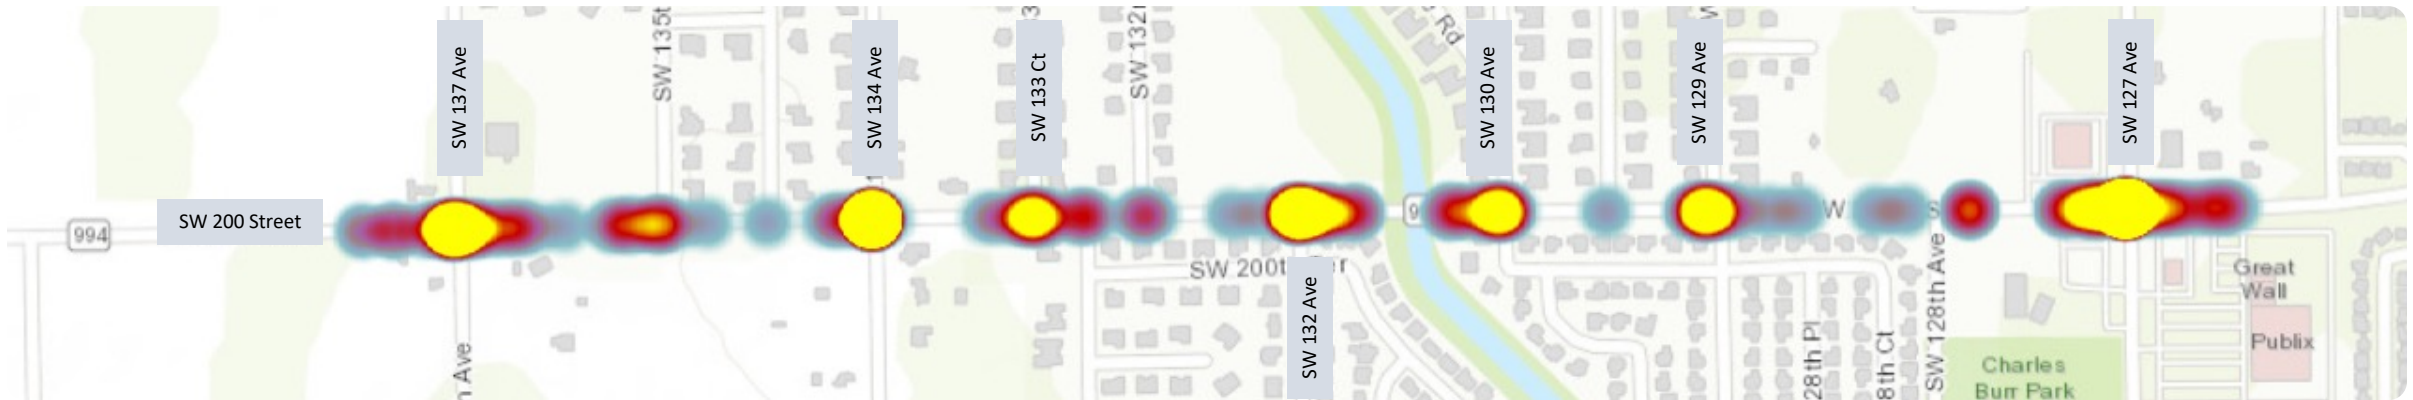 SW 137 Ave
SW 135t
SW 134 Ave
SW 133 Ct
SW 132
Rd
SW 130 Ave
SW 129 Ave
SW 127 Ave
SW 200 Street
994
9
W
SW 200t
er
SW 132 Ave
Ave
28th Pl
8th Ct
SW 128th Ave
Great
Wall
Publix
Charles
Burr Park